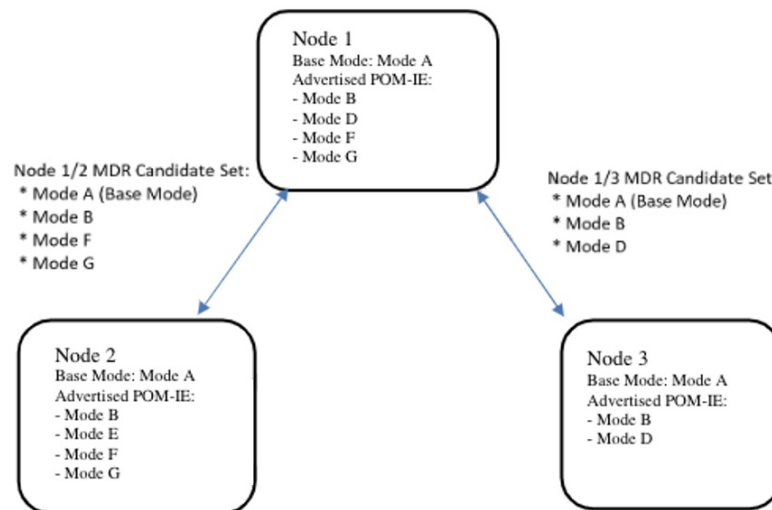 Node 1
Base Mode: Mode A
Advertised POM-IE:
- Mode B
- Mode D
- Mode F
- Mode G
Node 1/2 MDR Candidate Set:
* Mode A (Base Mode)
* Mode B
* Mode F
* Mode G
Node 1/3 MDR Candidate Set
* Mode A (Base Mode)
* Mode B
* Mode D
Node 2
Base Mode: Mode A
Advertised POM-IE:
- Mode B
- Mode E
- Mode F
- Mode G
Node 3
Base Mode: Mode A
Advertised POM-IE:
- Mode B
- Mode D